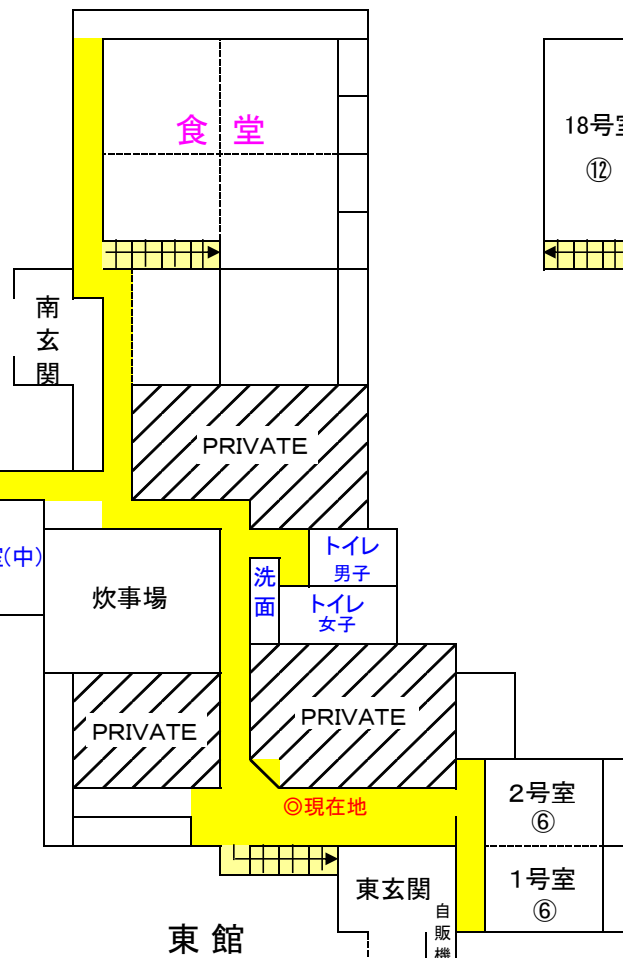 食 堂
18号室
⑫
南玄関
PRIVATE
(中)
炊事場
洗面
トイレ
男子
トイレ
女子
PRIVATE
PRIVATE
◎現在地
2号室
⑥
1号室
⑥
東玄関
自販機
東 館